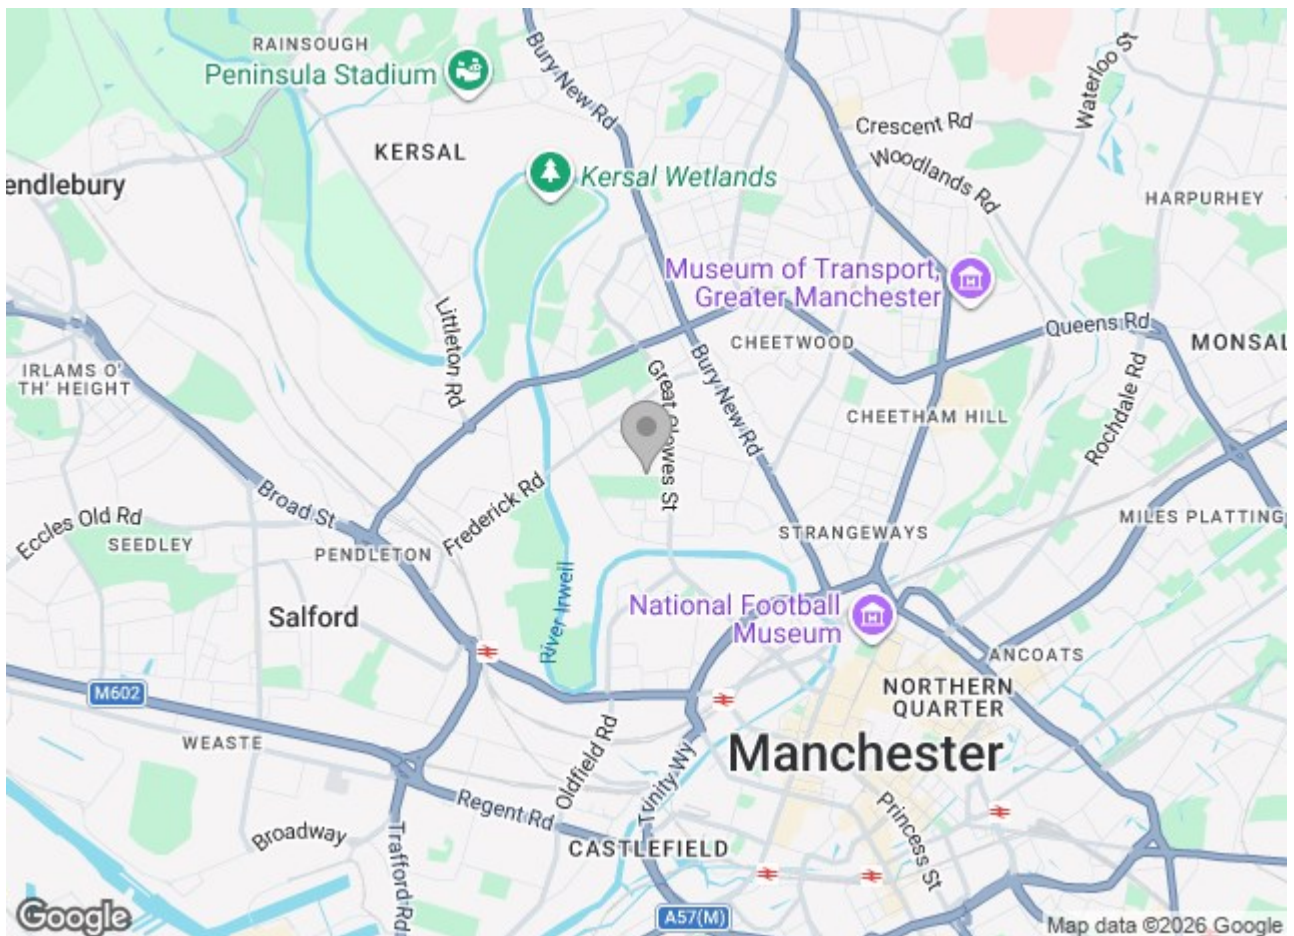 RAINSOUGH
Peninsula Stadium
Bury New Rd
Waterloo St
Crescent Rd
KERSAL
Woodlands Rd
endlebury
Kersal Wetlands
HARPURHEY
Museum of Transport,
Greater Manchester
Littleton Rd
Queens Rd
CHEETWOOD
MONSAL
IRLAMS O'
TH' HEIGHT
Bury New Rd
Great
Clowes St
Rochdale Rd
CHEETHAM HILL
Broad St
Frederick Rd
Eccles Old Rd
SEEDLEY
PENDLETON
STRANGEWAYS
MILES PLATTING
River Irwell
National Football
Museum
Salford
ANCOATS
M602
NORTHERN
QUARTER
WEASTE
Oldfield Rd
Trinity Wy
Manchester
Regent Rd
Princess St
Broadway
Trafford Rd
CASTLEFIELD
A57(M)
Google
Map data ©2026 Google